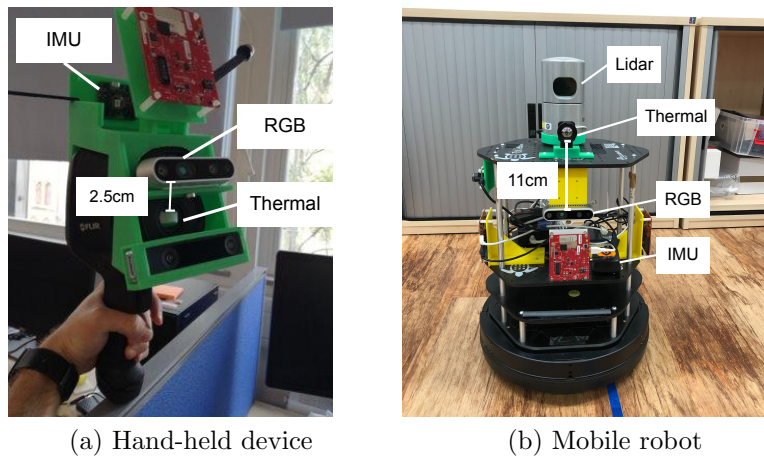 IMU
RGB
2.5cm
Thermal
FLIR
(a) Hand-held device
Lidar
Thermal
11cm
RGB
IMU
(b) Mobile robot